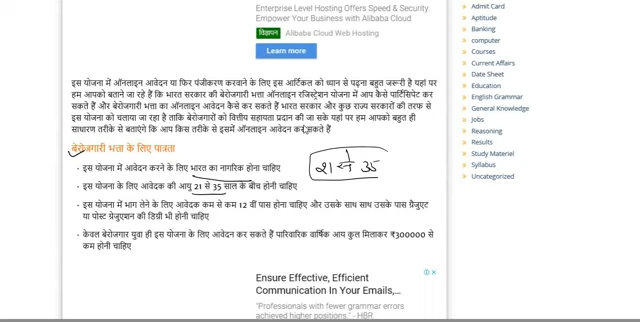 Enterprise Level Hosting Offers Speed & Security.
Empower Your Business with Alibaba Cloud
विज्ञापन Alibaba Cloud Web Hosting
Learn more
इस योजना में ऑनलाइन आवेदन या फिर पंजीकरण करवाने के लिए इस आर्टिकल को ध्यान से पढ़ना बहुत जरूरी है यहां पर
हम आपको बताने जा रहे हैं कि भारत सरकार की बेरोजगारी भत्ता ऑनलाइन रजिस्ट्रेशन योजना में आप कैसे पार्टिसिपेट कर
सकते हैं और बेरोजगारी भत्ता का ऑनलाइन आवेदन कैसे कर सकते हैं भारत सरकार और कुछ राज्य सरकारों की तरफ से
इस योजना को चलाया जा रहा है ताकि बेरोजगारों को वित्तीय सहायता प्रदान की जा सके यहां पर हम आपको बहुत ही
साधारण तरीके से बताएंगे कि आप किस तरीके से इसमें ऑनलाइन आवेदन कर सकते हैं
बेरोजगारी भत्ता के लिए पात्रता
• इस योजना में आवेदन करने के लिए भारत का नागरिक होना चाहिए
• इस योजना के लिए आवेदक की आयु 21 से 35 साल के बीच होनी चाहिए
21 से 35
• इस योजना में भाग लेने के लिए आवेदक कम से कम 12 वीं पास होना चाहिए और उसके साथ साथ उसके पास ग्रैजुएट
या पोस्ट ग्रैजुएशन की डिग्री भी होनी चाहिए
• केवल बेरोजगार युवा ही इस योजना के लिए आवेदन कर सकते हैं पारिवारिक वार्षिक आय कुल मिलाकर ₹300000 से
कम होनी चाहिए
Ensure Effective, Efficient
Communication In Your Emails,...
"Professionals with fewer grammar errors
achieved higher positions." - HBR
Admit Card
Aptitude
Banking
computer
Courses
Current Affairs
Date Sheet
Education
English Grammar
General Knowledge
Jobs
Reasoning
Results
Study Materiel
Syllabus
Uncategorized